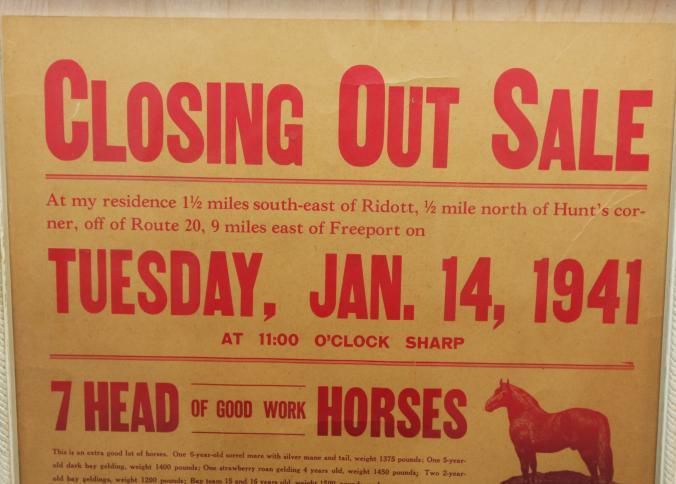 CLOSING OUT SALE
At my residence 1½ miles south-east of Ridott, ½ mile north of Hunt's cor-
ner, off of Route 20, 9 miles east of Freeport on
TUESDAY, JAN. 14, 1941
AT 11:00 O'CLOCK SHARP
7 HEAD OF GOOD WORK HORSES
This is an extra good lot of horses. One 6-year-old sorrel mare with silver mane and tail, weight 1375 pounds; One 5-year-
old dark bay gelding, weight 1400 pounds; One strawberry roan gelding 4 years old, weight 1450 pounds; Two 2-year-
old bay geldings, weight 1200 pounds; Bay team 15 and 16 years old, weight